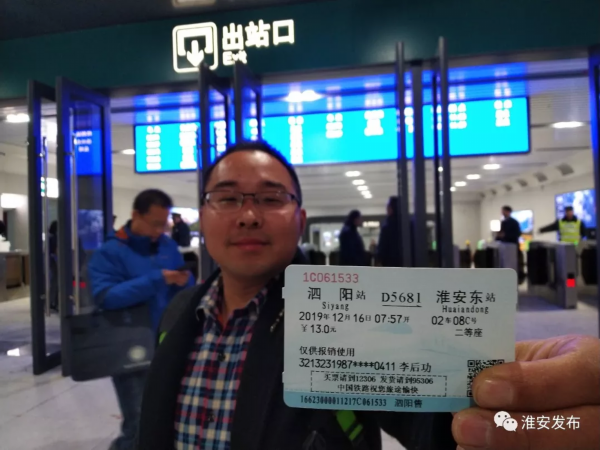 出站口
Exit
1C061533
泗 阳站 D5681 淮安东站
Siyang Huaiandong
2019年12月16日07:57开 02车08C号
￥13.0元 二等座
仅供报销使用
3213231987****0411 李后功
买票请到12306 发货请到95306
中国铁路祝您旅途愉快
16623000011217C061533 泗阳售
淮安发布